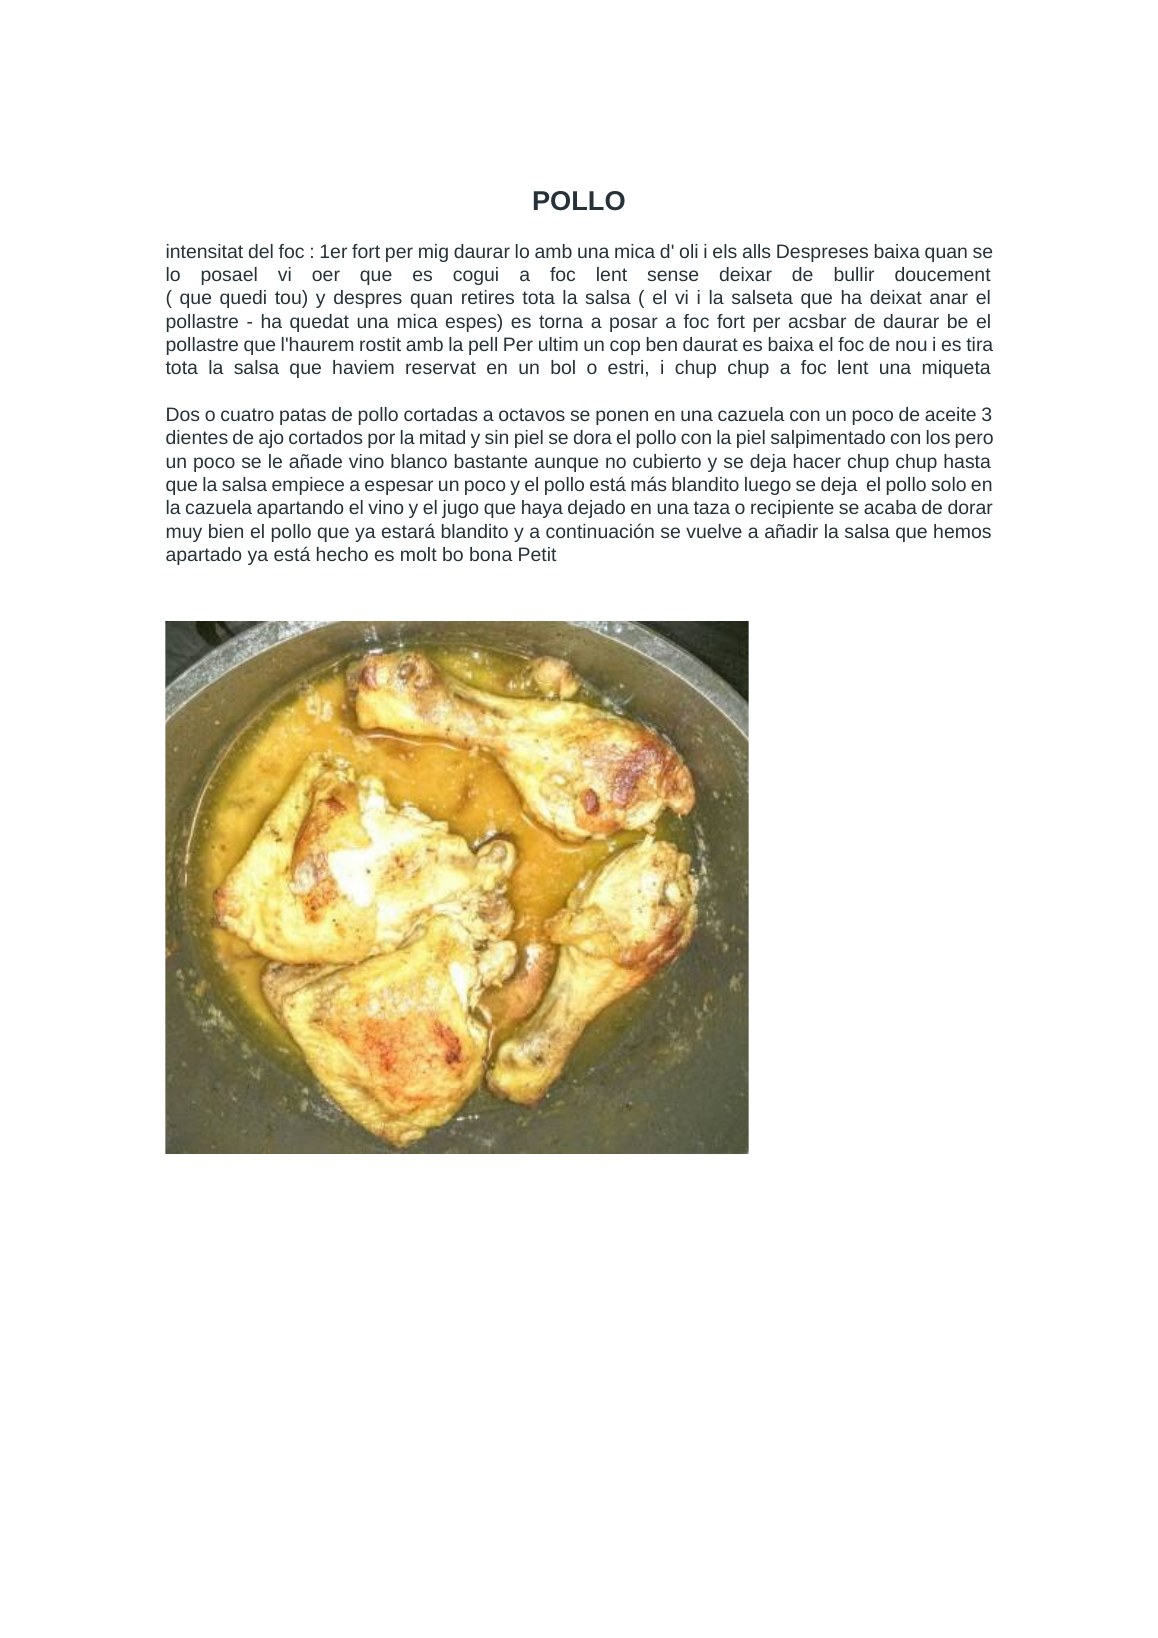 POLLO
intensitat del foc : 1er fort per mig daurar lo amb una mica d' oli i els alls Despreses baixa quan se
lo posael vi oer que es cogui a foc lent sense deixar de bullir doucement
( que quedi tou) y despres quan retires tota la salsa ( el vi i la salseta que ha deixat anar el
pollastre - ha quedat una mica espes) es torna a posar a foc fort per acsbar de daurar be el
pollastre que l'haurem rostit amb la pell Per ultim un cop ben daurat es baixa el foc de nou i es tira
tota la salsa que haviem reservat en un bol o estri, i chup chup a foc lent una miqueta
Dos o cuatro patas de pollo cortadas a octavos se ponen en una cazuela con un poco de aceite 3
dientes de ajo cortados por la mitad y sin piel se dora el pollo con la piel salpimentado con los pero
un poco se le añade vino blanco bastante aunque no cubierto y se deja hacer chup chup hasta
que la salsa empiece a espesar un poco y el pollo está más blandito luego se deja  el pollo solo en
la cazuela apartando el vino y el jugo que haya dejado en una taza o recipiente se acaba de dorar
muy bien el pollo que ya estará blandito y a continuación se vuelve a añadir la salsa que hemos
apartado ya está hecho es molt bo bona Petit